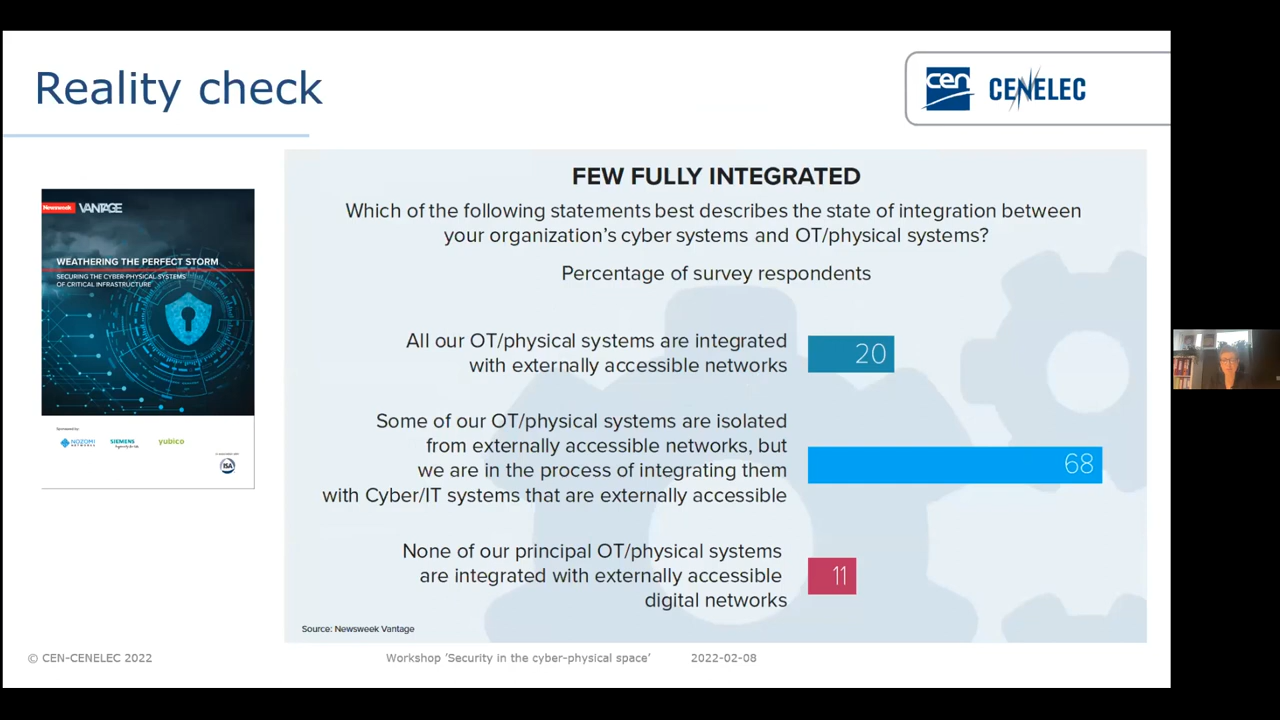 Reality check
cen
CENELEC
Newsweek VANTAGE
WEATHERING THE PERFECT STORM
SECURING THE CYBER-PHYSICAL SYSTEMS
OF CRITICAL INFRASTRUCTURE
Sponsored by:
NOZOMI
NETWORKS
SIEMENS
yubico
ISA
FEW FULLY INTEGRATED
Which of the following statements best describes the state of integration between
your organization's cyber systems and OT/physical systems?
Percentage of survey respondents
All our OT/physical systems are integrated
with externally accessible networks
20
Some of our OT/physical systems are isolated
from externally accessible networks, but
we are in the process of integrating them
with Cyber/IT systems that are externally accessible
68
None of our principal OT/physical systems
are integrated with externally accessible
digital networks
11
Source: Newsweek Vantage
© CEN-CENELEC 2022
Workshop 'Security in the cyber-physical space'
2022-02-08